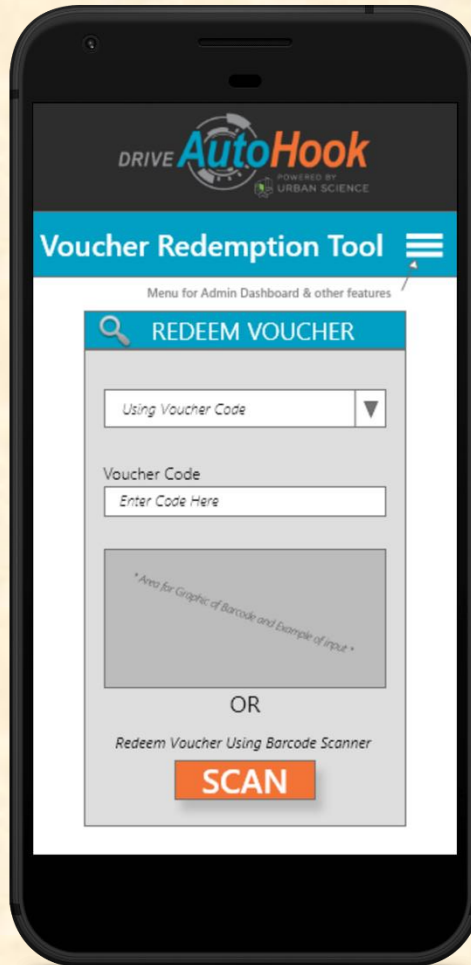 DRIVE AutoHook
POWERED BY
URBAN SCIENCE
Voucher Redemption Tool
Menu for Admin Dashboard & other features
REDEEM VOUCHER
Using Voucher Code
Voucher Code
Enter Code Here
* Area for Graphic of Barcode and Example of input *
OR
Redeem Voucher Using Barcode Scanner
SCAN